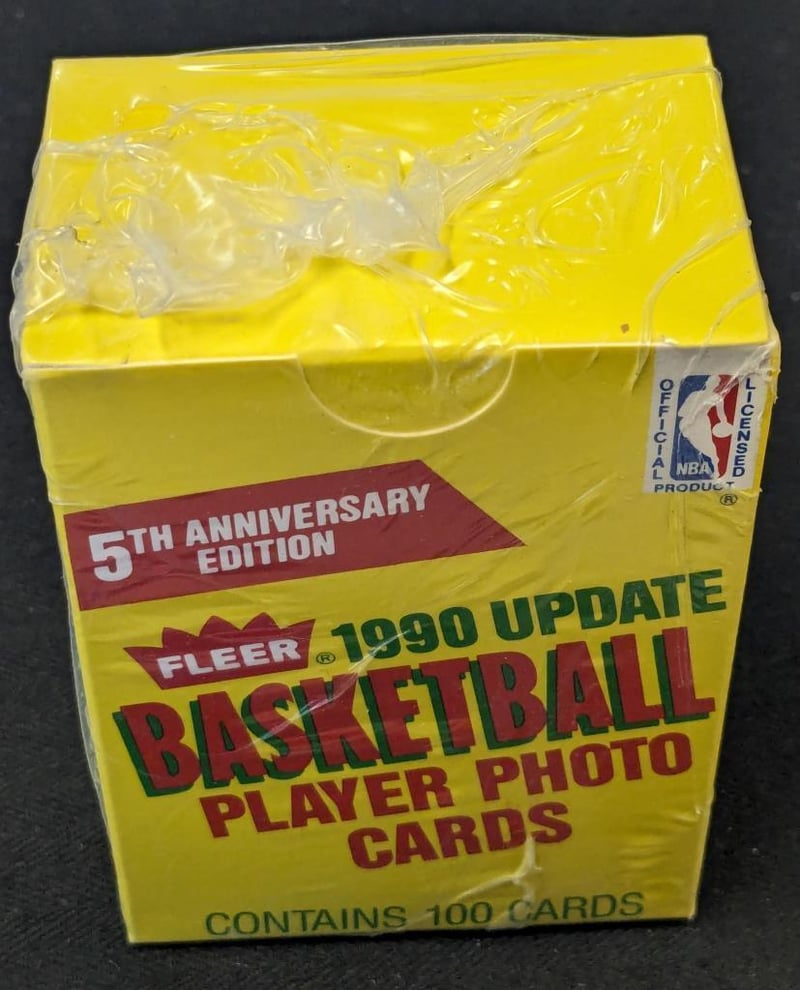 OFFICIAL
LICENSED
NBA
PRODUCT
®
5TH ANNIVERSARY
EDITION
FLEER ® 1990 UPDATE
BASKETBALL
PLAYER PHOTO
CARDS
CONTAINS 100 CARDS